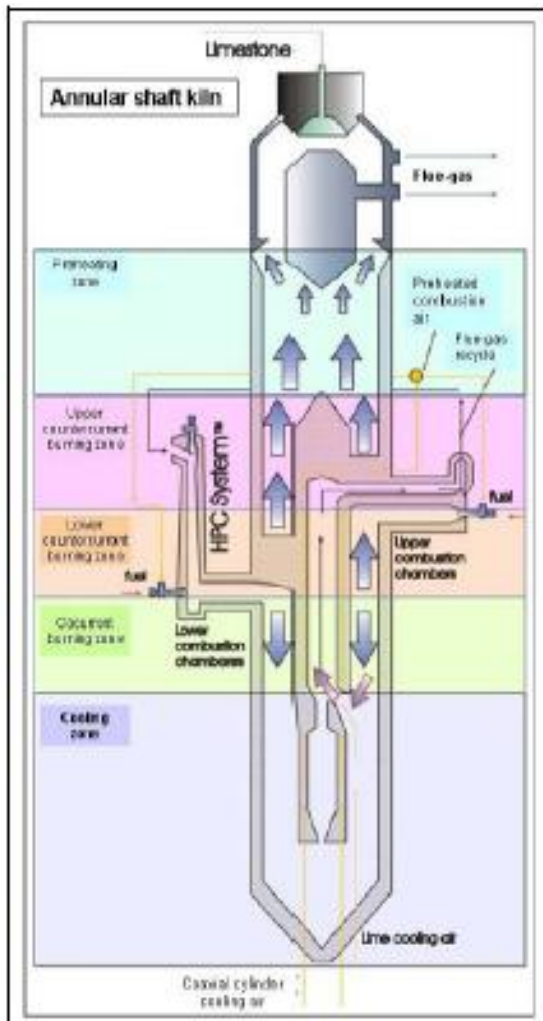 Limestone
Annular shaft kiln
Flue-gas
Preheating
zone
Preheated
combustion
air
Flue-gas
recycle
Upper
countercurrent
burning zone
HPC System™
Lower
countercurrent
burning zone
fuel
fuel
Upper
combustion
chambers
Cocurrent
burning zone
Lower
combustion
chambers
Cooling
zone
Lime cooling air
Coaxial cylinder
cooling air